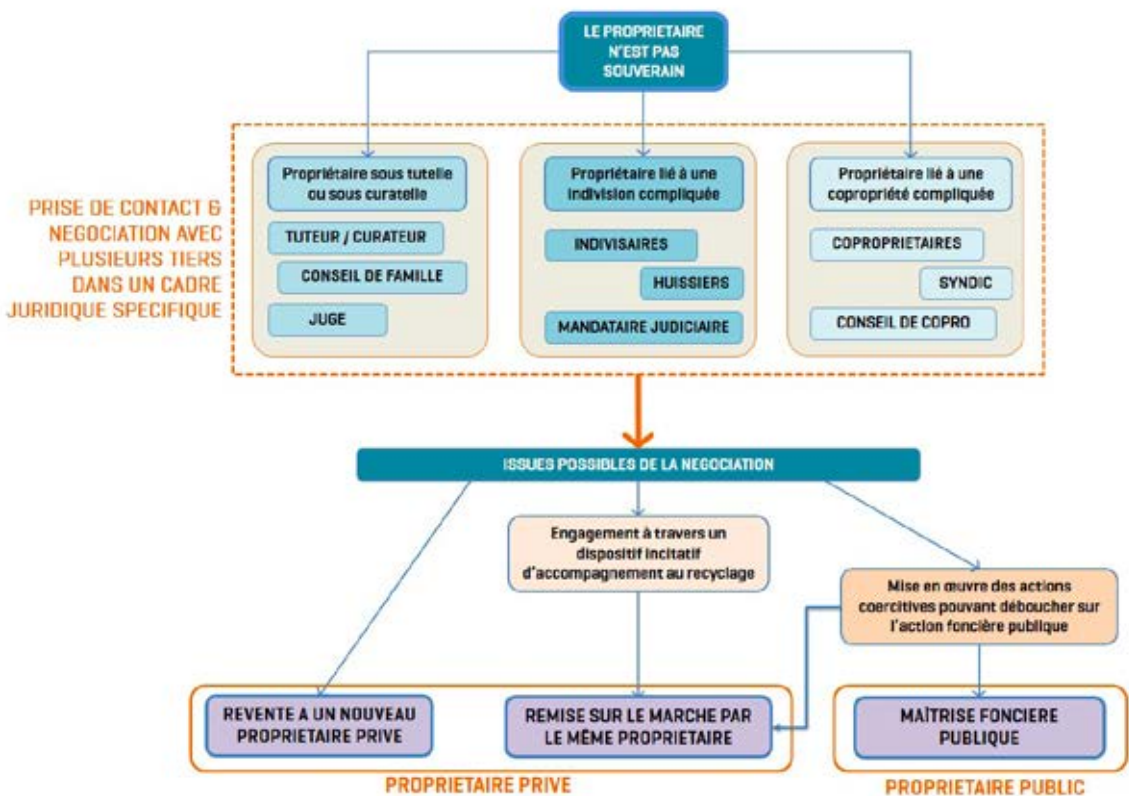 LE PROPRIETAIRE
N'EST PAS
SOUVERAIN
PRISE DE CONTACT &
NEGOCIATION AVEC
PLUSIEURS TIERS
DANS UN CADRE
JURIDIQUE SPECIFIQUE
Propriétaire sous tutelle
ou sous curatelle
TUTEUR / CURATEUR
CONSEIL DE FAMILLE
JUGE
Propriétaire lié à une
indivision compliquée
INDIVISAIRES
HUISSIERS
MANDATAIRE JUDICIAIRE
Propriétaire lié à une
copropriété compliquée
COPROPRIETAIRES
SYNDIC
CONSEIL DE COPRO
ISSUES POSSIBLES DE LA NEGOCIATION
Engagement à travers un
dispositif incitatif
d'accompagnement au recyclage
Mise en œuvre des actions
coercitives pouvant déboucher sur
l'action foncière publique
REVENTE A UN NOUVEAU
PROPRIETAIRE PRIVE
REMISE SUR LE MARCHE PAR
LE MÊME PROPRIETAIRE
MAÎTRISE FONCIERE
PUBLIQUE
PROPRIETAIRE PRIVE
PROPRIETAIRE PUBLIC